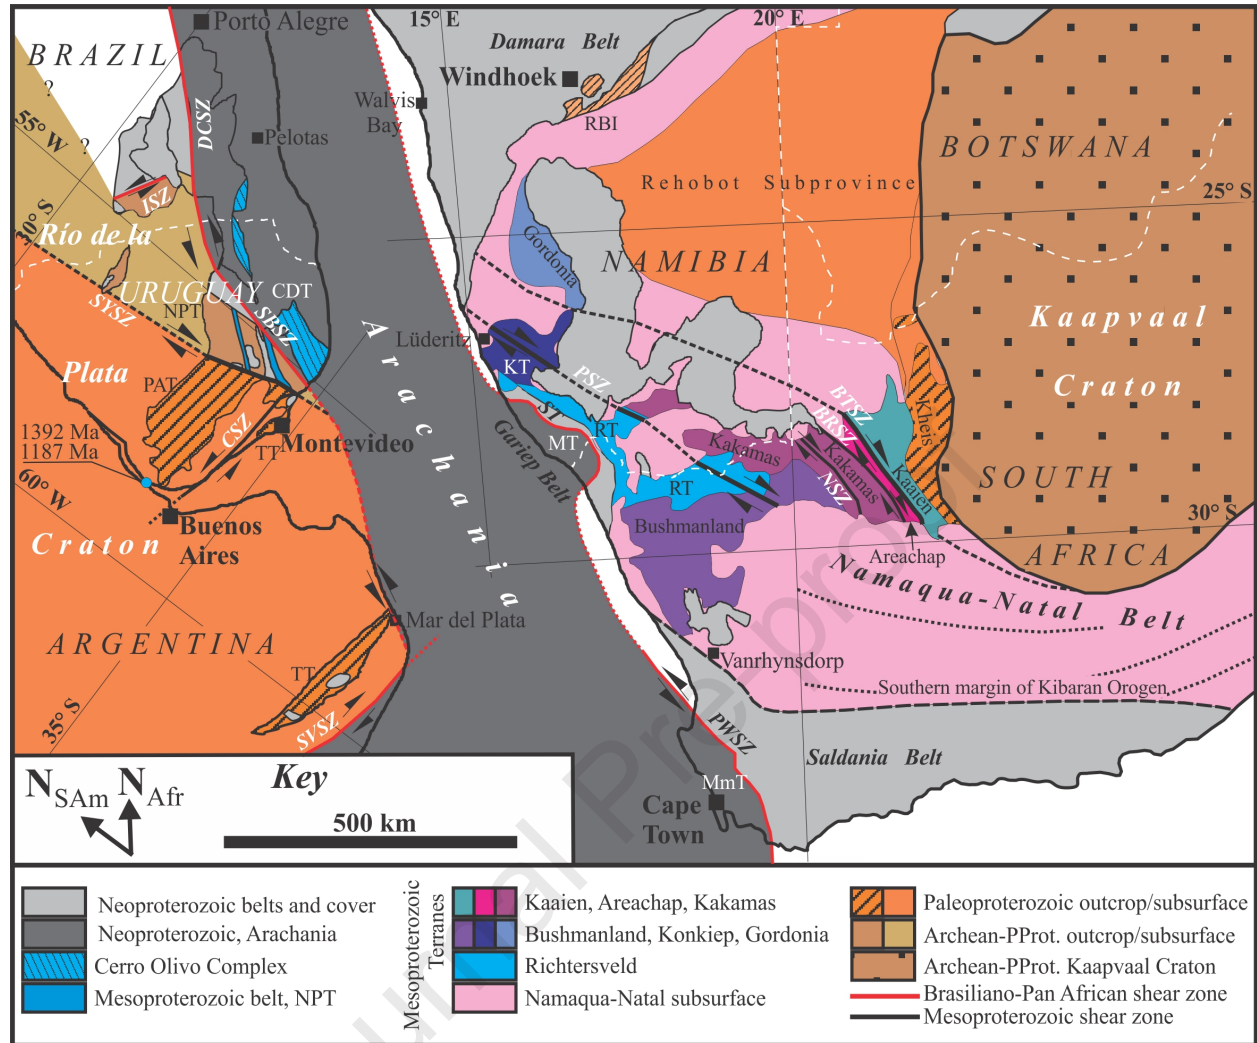 Porto Alegre
15° E
20° E
BRAZIL
Damara Belt
Windhoek
?
Walvis
Bay
DCSZ
55° W
?
Pelotas
RBI
BOTSWANA
Rehobot Subprovince
25° S
ISZ
30° S
Río de la
Gordonia
NAMIBIA
URUGUAY
CDT
SYSZ
NPT
SBSZ
Kaapvaal
Arachania
Lüderitz
KT
Plata
PSZ
Craton
PAT
BTSZ
ST
BRSZ
Kheis
CSZ
RT
1392 Ma
1187 Ma
Montevideo
MT
Kakamas
TT
Gariep Belt
Kakamas
Kaaien
SOUTH
60° W
RT
NSZ
Buenos
Aires
Bushmanland
30° S
Craton
Areachap
AFRICA
Namaqua-Natal Belt
Mar del Plata
ARGENTINA
Vanrhynsdorp
TT
Southern margin of Kibaran Orogen
35° S
SVSZ
PWSZ
Saldania Belt
MmT
Cape
Town
N SAm
N Afr
Key
500 km
Neoproterozoic belts and cover
Neoproterozoic, Arachania
Cerro Olivo Complex
Mesoproterozoic belt, NPT
Mesoproterozoic
Terranes
Kaaien, Areachap, Kakamas
Bushmanland, Konkiep, Gordonia
Richtersveld
Namaqua-Natal subsurface
Paleoproterozoic outcrop/subsurface
Archean-PProt. outcrop/subsurface
Archean-PProt. Kaapvaal Craton
Brasiliano-Pan African shear zone
Mesoproterozoic shear zone
Journal Pre-proof